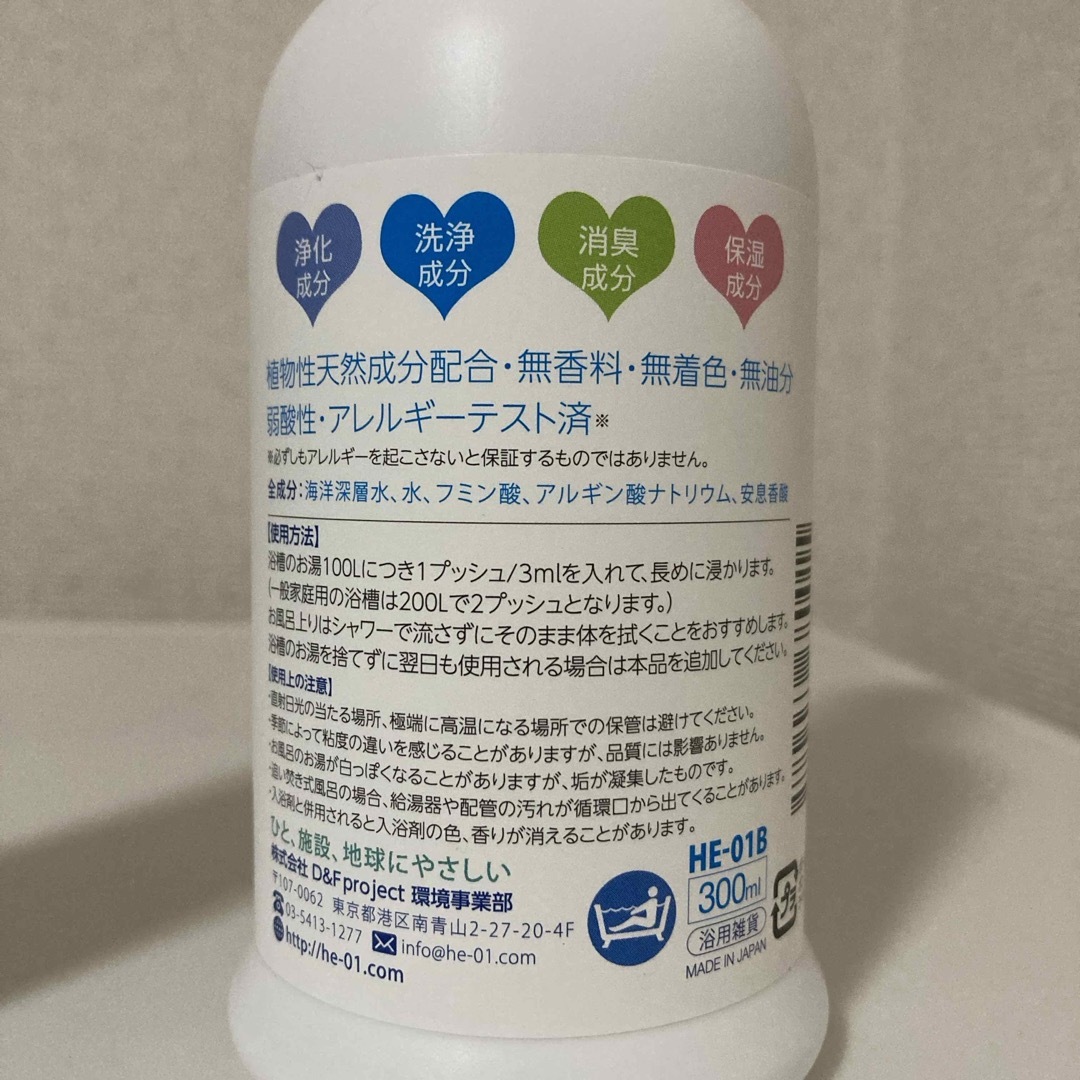 浄化
成分
洗浄
成分
消臭
成分
保湿
成分
植物性天然成分配合・無香料・無着色・無油分
弱酸性・アレルギーテスト済※
※必ずしもアレルギーを起こさないと保証するものではありません。
全成分：海洋深層水、水、フミン酸、アルギン酸ナトリウム、安息香酸
【使用方法】
浴槽のお湯100Lにつき1プッシュ/3mlを入れて、長めに浸かります。
(一般家庭用の浴槽は200Lで2プッシュとなります。)
お風呂上りはシャワーで流さずにそのまま体を拭くことをおすすめします。
浴槽のお湯を捨てずに翌日も使用される場合は本品を追加してください。
【使用上の注意】
・直射日光の当たる場所、極端に高温になる場所での保管は避けてください。
・季節によって粘度の違いを感じることがありますが、品質には影響ありません。
・お風呂のお湯が白っぽくなることがありますが、垢が凝集したものです。
・追い焚き式風呂の場合、給湯器や配管の汚れが循環口から出てくることがあります。
・入浴剤と併用されると入浴剤の色、香りが消えることがあります。
ひと、施設、地球にやさしい
株式会社 D&Fproject 環境事業部
〒107-0062 東京都港区南青山2-27-20-4F
03-5413-1277 info@he-01.com
http://he-01.com
HE-01B
300ml
浴用雑貨
MADE IN JAPAN
プラ